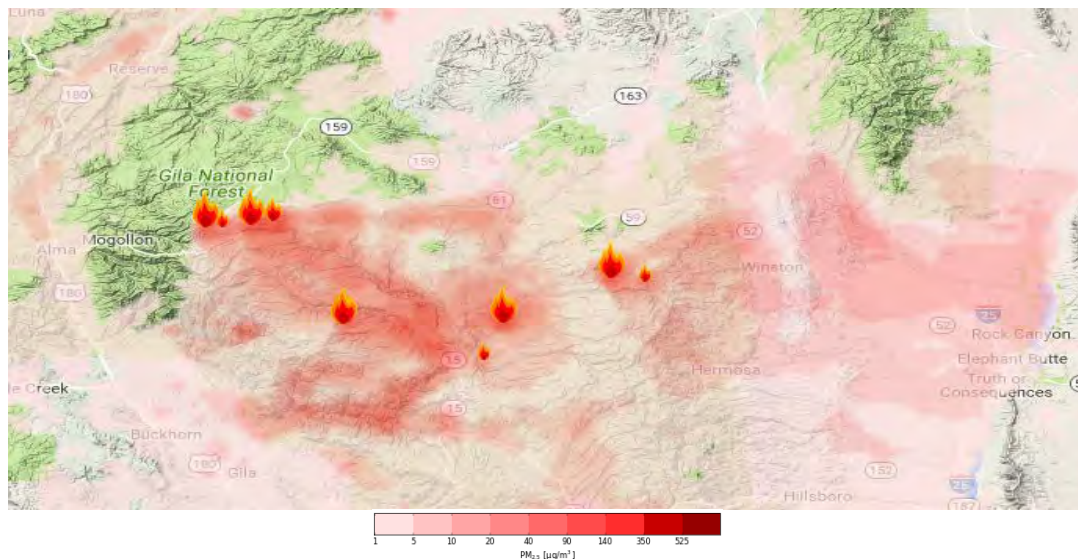 Luna
Reserve
180
163
159
159
Gila National
Forest
81
59
Mogollon
Alma
52
Winston
180
25
52
Rock Canyon
15
Elephant Butte
Hermosa
Truth or
Consequences
Creek
15
Buckhorn
180
Gila
152
25
Hillsboro
187
1 5 10 20 40 90 140 350 525
PM2.5 [µg/m³]